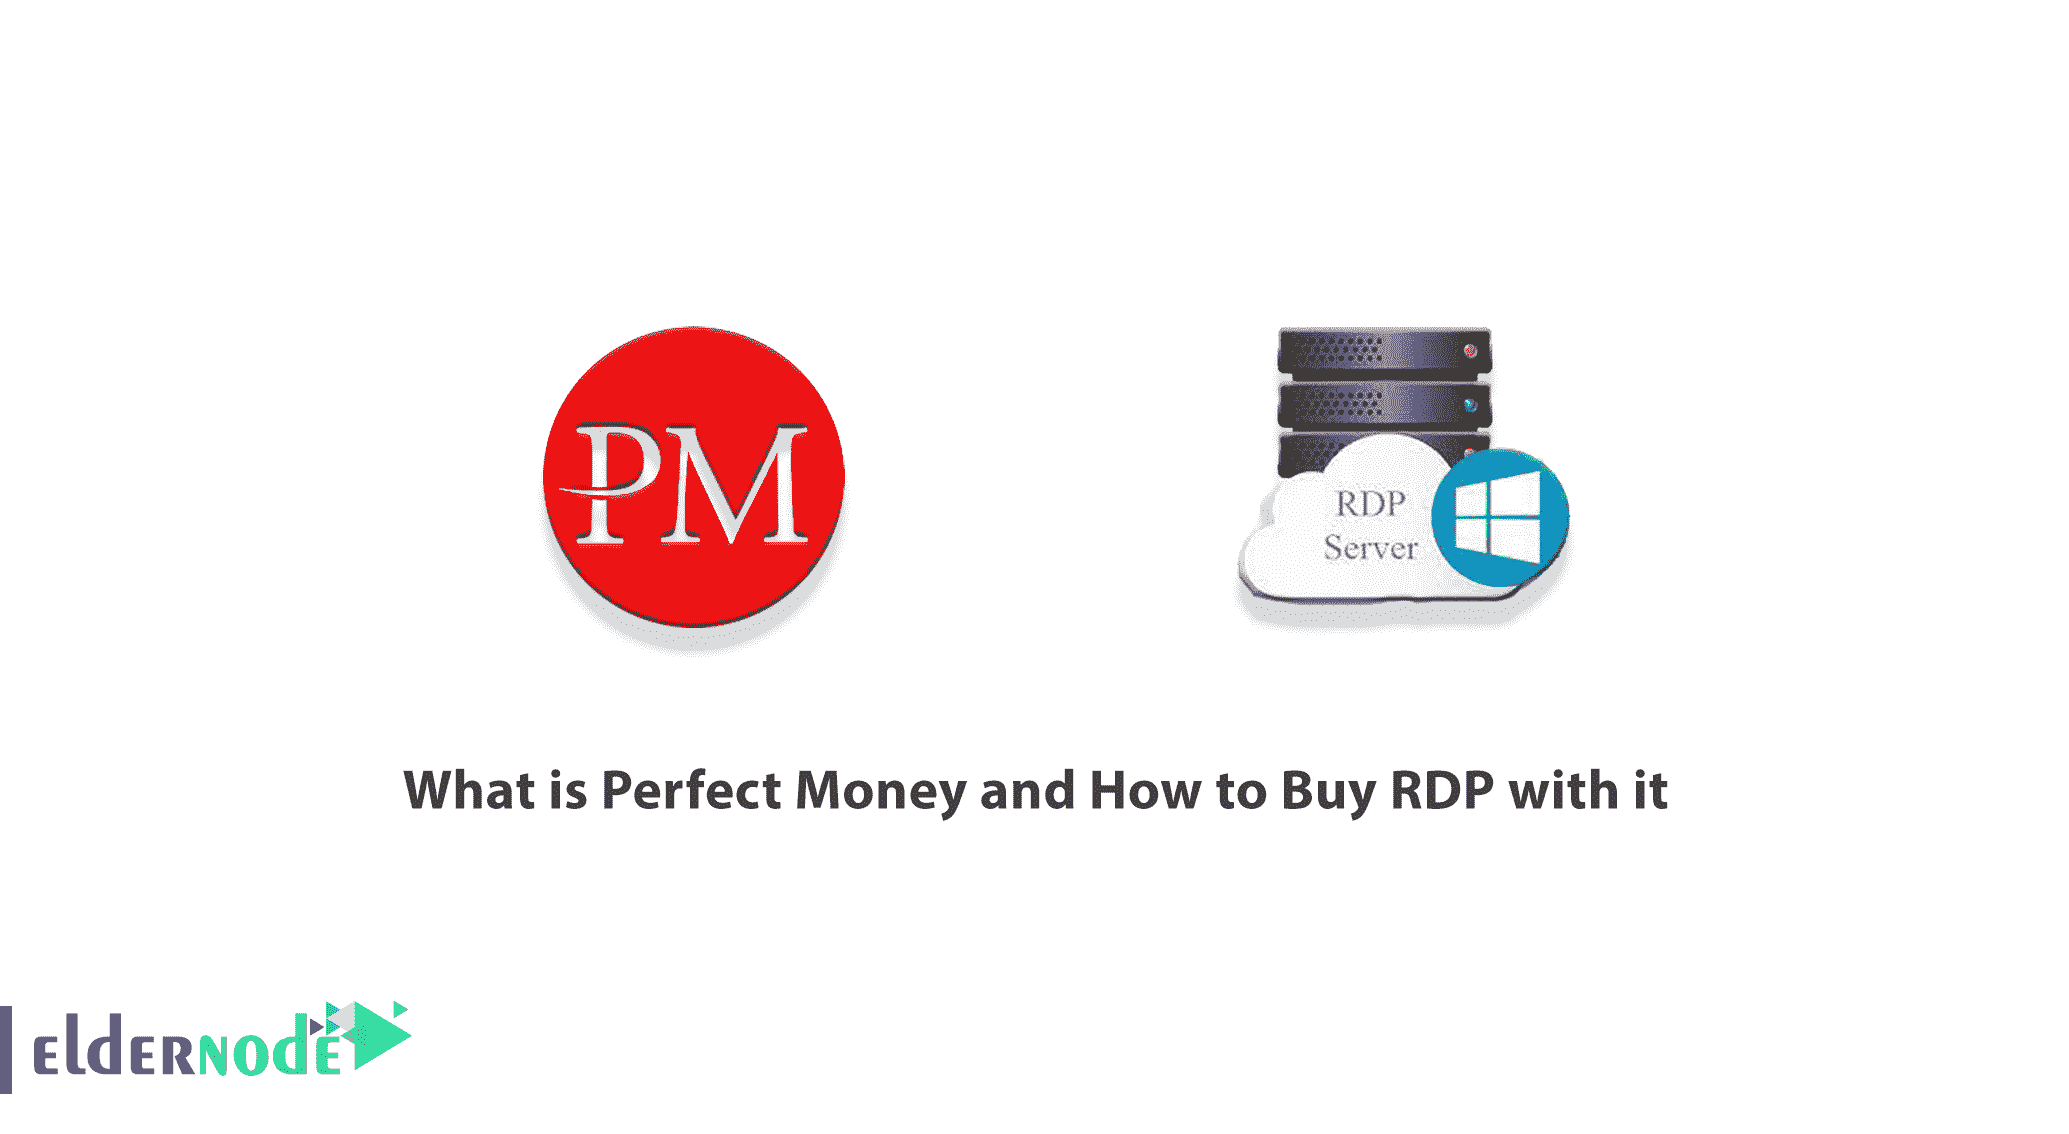 PM
RDP
Server
What is Perfect Money and How to Buy RDP with it
elderNode